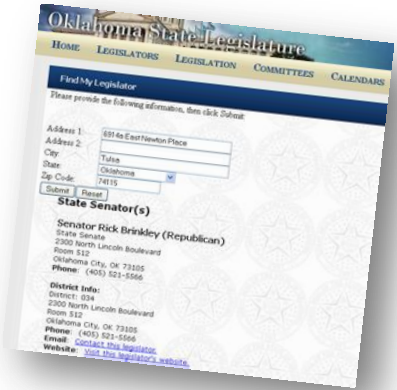 Oklahoma State Legislature
HOME LEGISLATORS LEGISLATION COMMITTEES CALENDARS
Find My Legislator
Please provide the following information, then click Submit
Address 1: 6914a East Newton Place
Address 2:
City: Tulsa
State: Oklahoma
Zip Code: 74115
Submit Reset
State Senator(s)
Senator Rick Brinkley (Republican)
State Senate
2300 North Lincoln Boulevard
Room 512
Oklahoma City, OK 73105
Phone: (405) 521-5566
District Info:
District: 034
2300 North Lincoln Boulevard
Room 512
Oklahoma City, OK 73105
Phone: (405) 521-5566
Email: Contact this legislator.
Website: Visit this legislator's website.